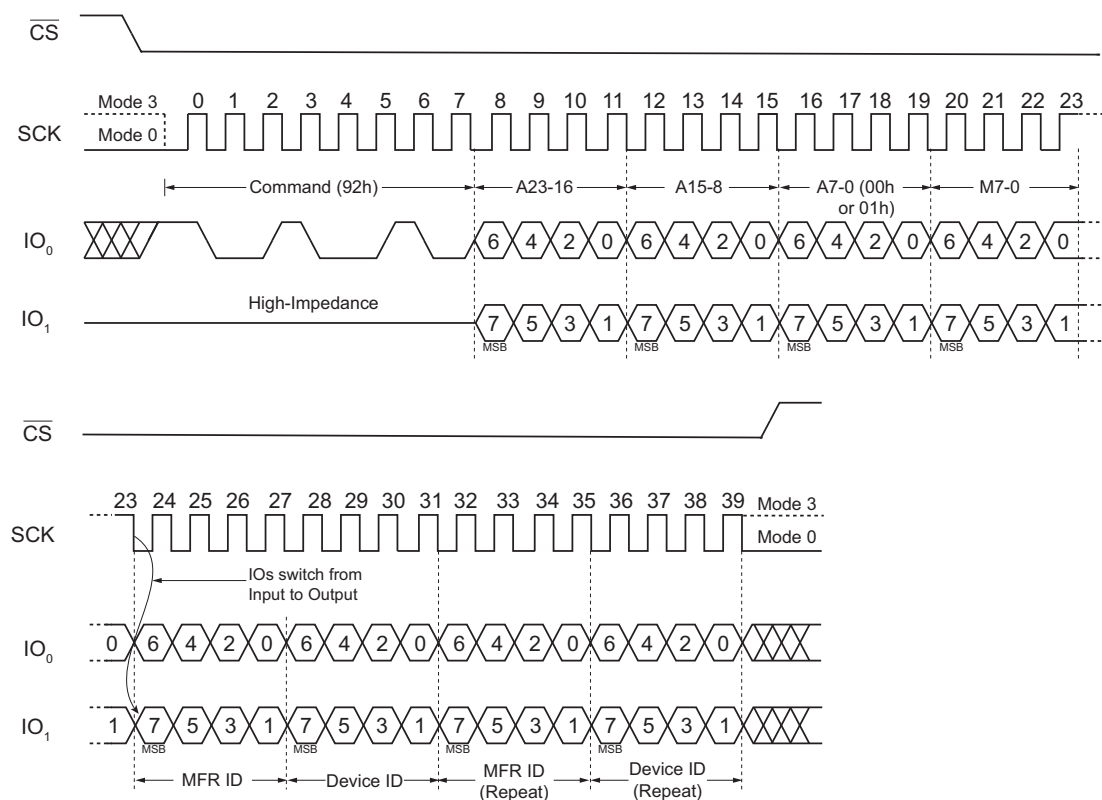 CS
Mode 3 0 1 2 3 4 5 6 7 8 9 10 11 12 13 14 15 16 17 18 19 20 21 22 23
SCK Mode 0
Command (92h) A23-16 A15-8 A7-0 (00h or 01h) M7-0
IO0 6 4 2 0 6 4 2 0 6 4 2 0 6 4 2 0
High-Impedance
IO1 7 5 3 1 7 5 3 1 7 5 3 1 7 5 3 1
MSB MSB MSB MSB
CS
23 24 25 26 27 28 29 30 31 32 33 34 35 36 37 38 39 Mode 3
SCK Mode 0
IOs switch from
Input to Output
IO0 0 6 4 2 0 6 4 2 0 6 4 2 0 6 4 2 0
IO1 1 7 5 3 1 7 5 3 1 7 5 3 1 7 5 3 1
MSB MSB MSB MSB
MFR ID Device ID MFR ID (Repeat) Device ID (Repeat)